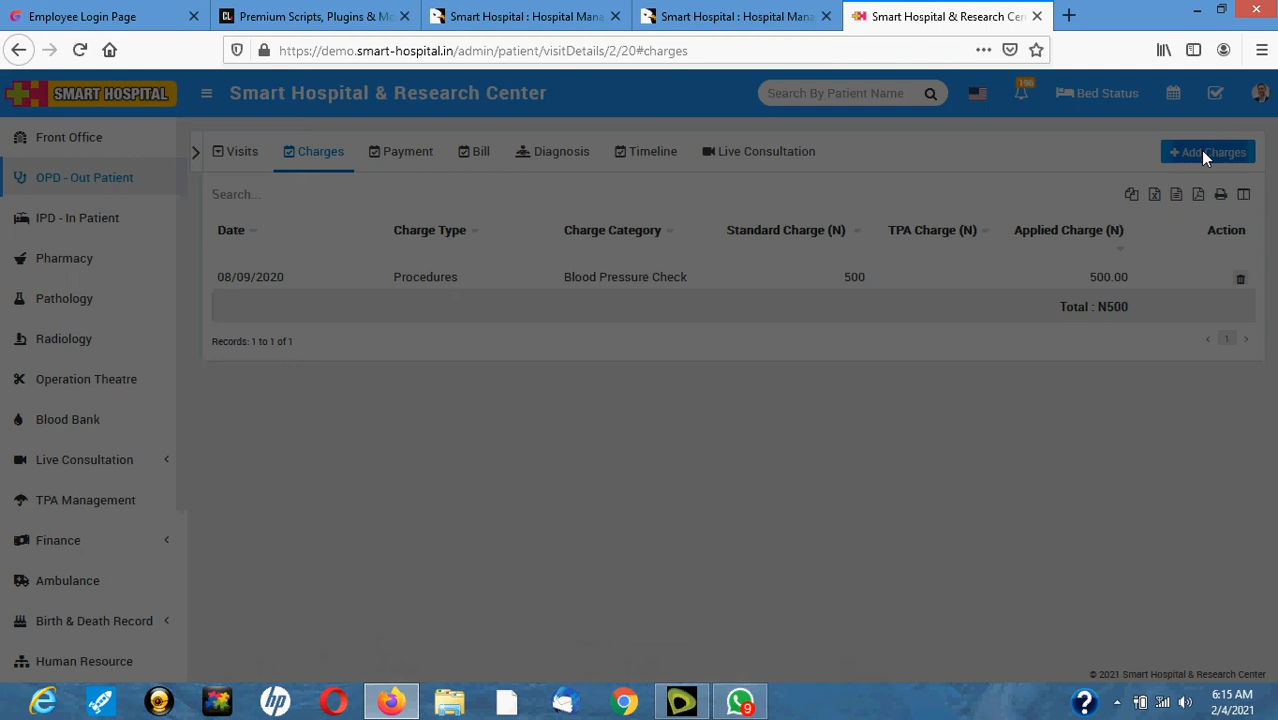 Employee Login Page
Premium Scripts, Plugins & Mo
Smart Hospital : Hospital Mana
Smart Hospital : Hospital Mana
Smart Hospital & Research Cen
https://demo.smart-hospital.in/admin/patient/visitDetails/2/20#charges
SMART HOSPITAL
Smart Hospital & Research Center
Search By Patient Name
Bed Status
Front Office
OPD - Out Patient
IPD - In Patient
Pharmacy
Pathology
Radiology
Operation Theatre
Blood Bank
Live Consultation
TPA Management
Finance
Ambulance
Birth & Death Record
Human Resource
Visits Charges Payment Bill Diagnosis Timeline Live Consultation
+ Add Charges
Search...
Date Charge Type Charge Category Standard Charge (N) TPA Charge (N) Applied Charge (N) Action
08/09/2020 Procedures Blood Pressure Check 500 500.00
Total : N500
Records: 1 to 1 of 1
1
© 2021 Smart Hospital & Research Center
9
6:15 AM
2/4/2021